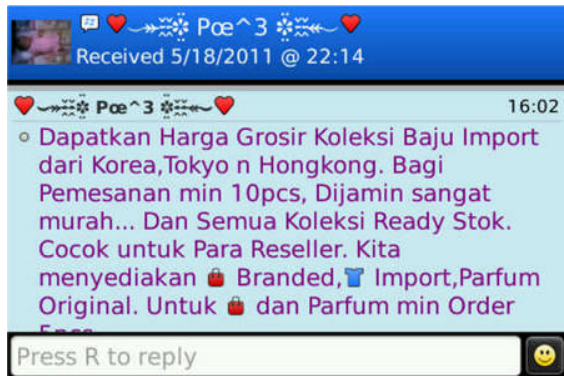 Pœ^3
Received 5/18/2011 @ 22:14
Pœ^3 16:02
Dapatkan Harga Grosir Koleksi Baju Import
dari Korea,Tokyo n Hongkong. Bagi
Pemesanan min 10pcs, Dijamin sangat
murah... Dan Semua Koleksi Ready Stok.
Cocok untuk Para Reseller. Kita
menyediakan 👜 Branded,👕 Import,Parfum
Original. Untuk 👜 dan Parfum min Order
Press R to reply